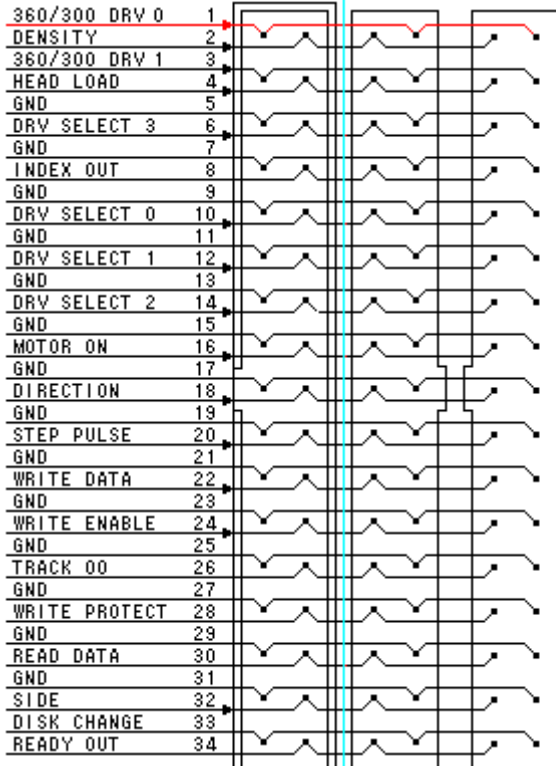 360/300 DRV 0 1
DENSITY 2
360/300 DRV 1 3
HEAD LOAD 4
GND 5
DRV SELECT 3 6
GND 7
INDEX OUT 8
GND 9
DRV SELECT 0 10
GND 11
DRV SELECT 1 12
GND 13
DRV SELECT 2 14
GND 15
MOTOR ON 16
GND 17
DIRECTION 18
GND 19
STEP PULSE 20
GND 21
WRITE DATA 22
GND 23
WRITE ENABLE 24
GND 25
TRACK 00 26
GND 27
WRITE PROTECT 28
GND 29
READ DATA 30
GND 31
SIDE 32
DISK CHANGE 33
READY OUT 34